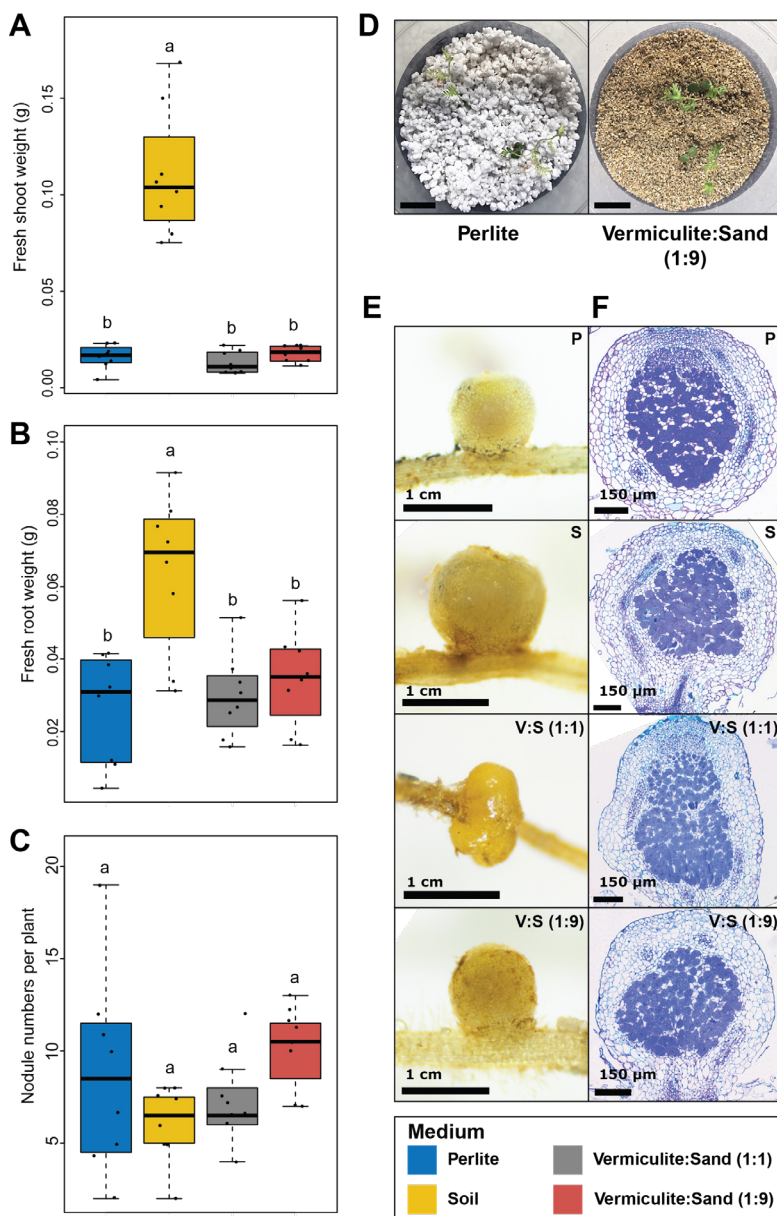 A
Fresh shoot weight (g)
0.15
0.10
0.05
0.00
b
a
b
b
B
Fresh root weight (g)
0.10
0.08
0.06
0.04
0.02
b
a
b
b
C
Nodule numbers per plant
20
15
10
5
a
a
a
a
D
Perlite
Vermiculite:Sand
(1:9)
E
F
P
1 cm
P
150 µm
S
1 cm
S
150 µm
V:S (1:1)
1 cm
V:S (1:1)
150 µm
V:S (1:9)
1 cm
V:S (1:9)
150 µm
Medium
Perlite
Vermiculite:Sand (1:1)
Soil
Vermiculite:Sand (1:9)